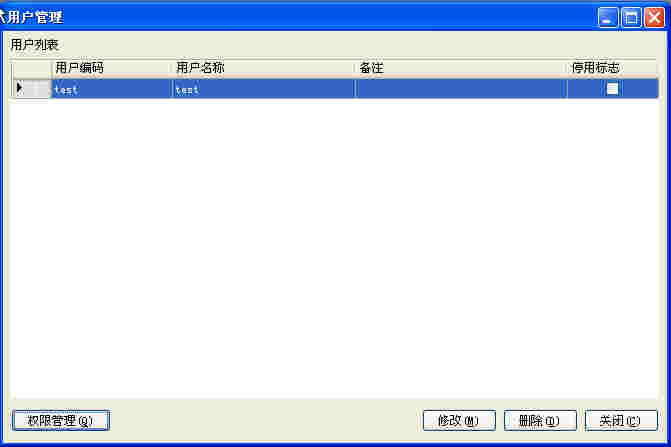 用户管理
用户列表
用户编码 用户名称 备注 停用标志
test test
权限管理(Q) 修改(M) 删除(D) 关闭(C)